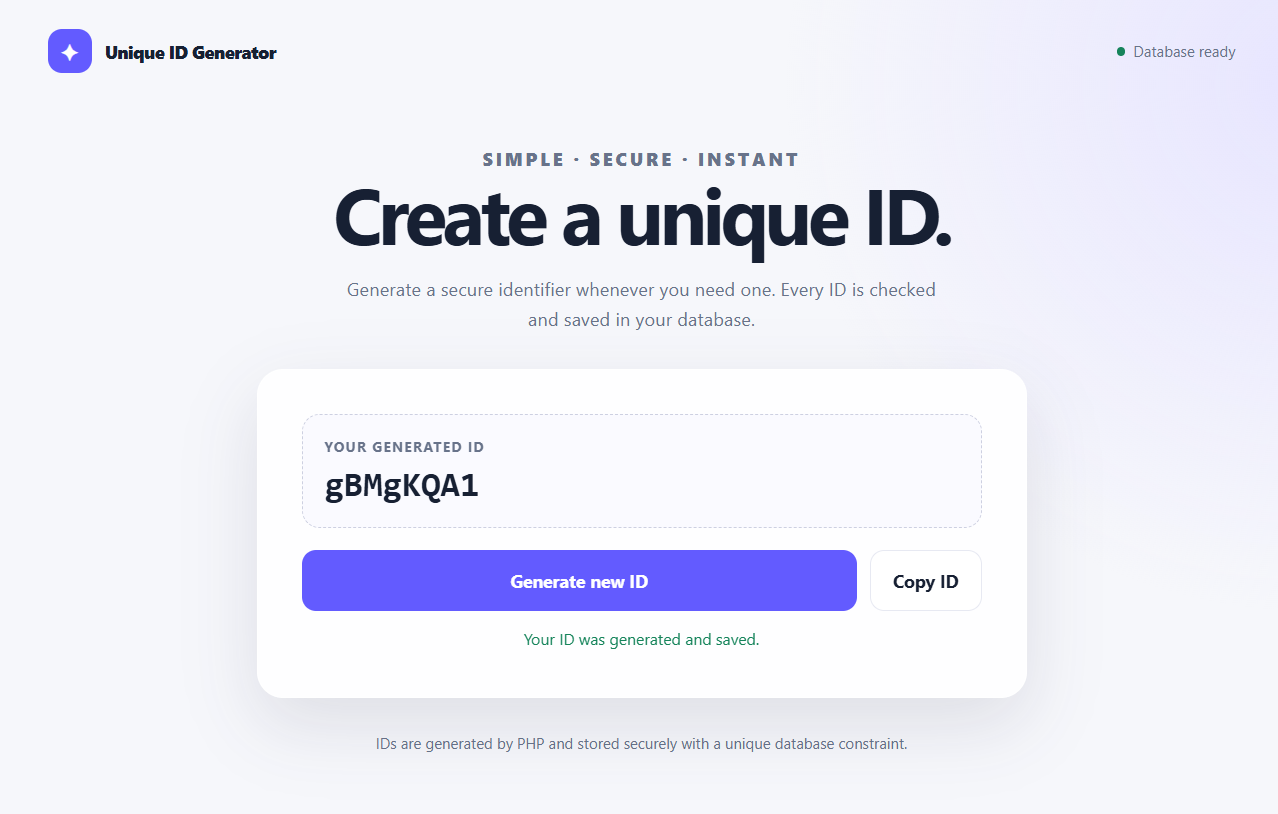 Unique ID Generator
Database ready
SIMPLE · SECURE · INSTANT
Create a unique ID.
Generate a secure identifier whenever you need one. Every ID is checked
and saved in your database.
YOUR GENERATED ID
gBMgKQA1
Generate new ID
Copy ID
Your ID was generated and saved.
IDs are generated by PHP and stored securely with a unique database constraint.